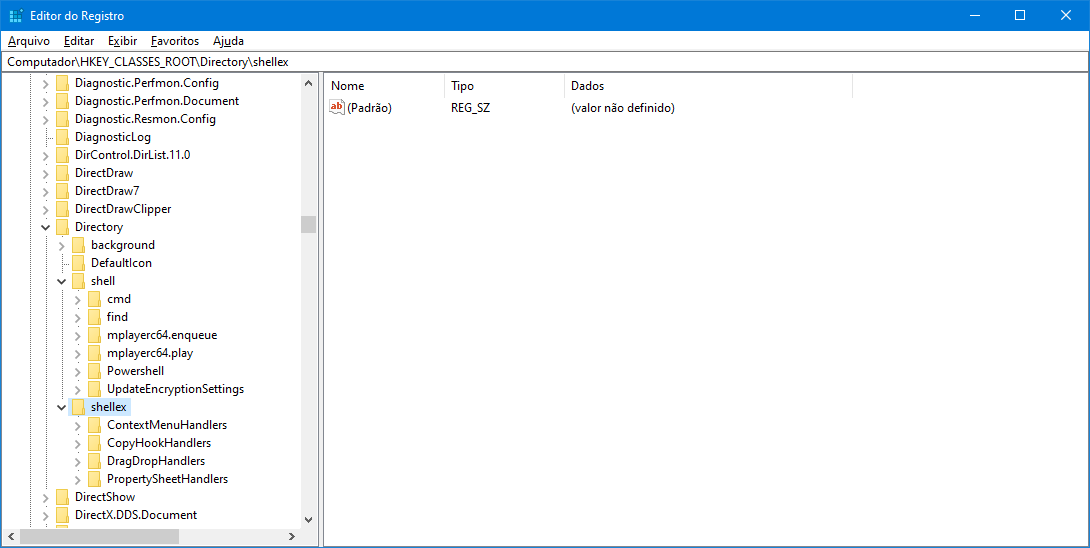 Editor do Registro
Arquivo Editar Exibir Favoritos Ajuda
Computador\HKEY_CLASSES_ROOT\Directory\shellex
Diagnostic.Perfmon.Config
Diagnostic.Perfmon.Document
Diagnostic.Resmon.Config
DiagnosticLog
DirControl.DirList.11.0
DirectDraw
DirectDraw7
DirectDrawClipper
Directory
background
DefaultIcon
shell
cmd
find
mplayerc64.enqueue
mplayerc64.play
Powershell
UpdateEncryptionSettings
shellex
ContextMenuHandlers
CopyHookHandlers
DragDropHandlers
PropertySheetHandlers
DirectShow
DirectX.DDS.Document
Nome Tipo Dados
ab (Padrão) REG_SZ (valor não definido)